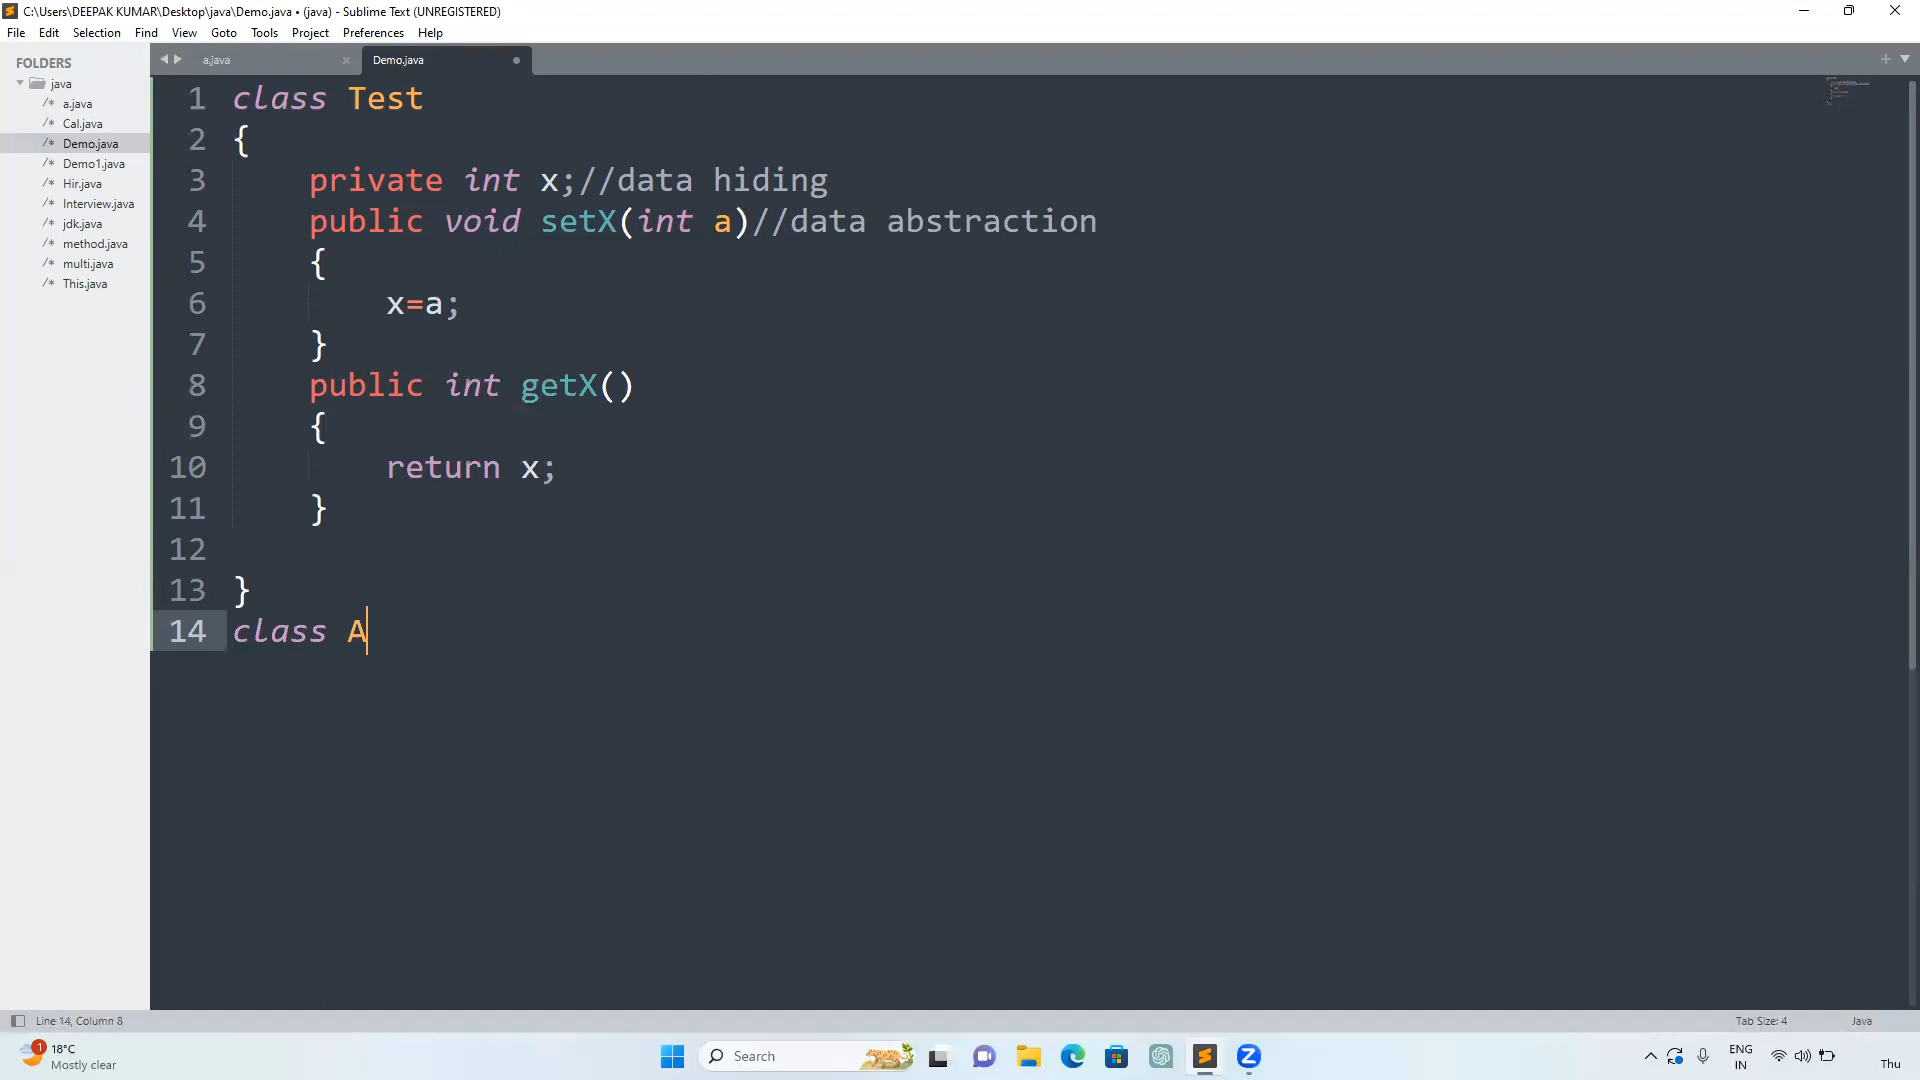 C:\Users\DEEPAK KUMAR\Desktop\java\Demo.java • (java) - Sublime Text (UNREGISTERED)
File Edit Selection Find View Goto Tools Project Preferences Help
FOLDERS
java
/* a.java
/* Cal.java
/* Demo.java
/* Demo1.java
/* Hir.java
/* Interview.java
/* jdk.java
/* method.java
/* multi.java
/* This.java
a.java
Demo.java
1 class Test
2 {
3 private int x;//data hiding
4 public void setX(int a)//data abstraction
5 {
6 x=a;
7 }
8 public int getX()
9 {
10 return x;
11 }
12
13 }
14 class A
Line 14, Column 8
Tab Size: 4
Java
1
18°C
Mostly clear
Search
ENG
IN
Thu